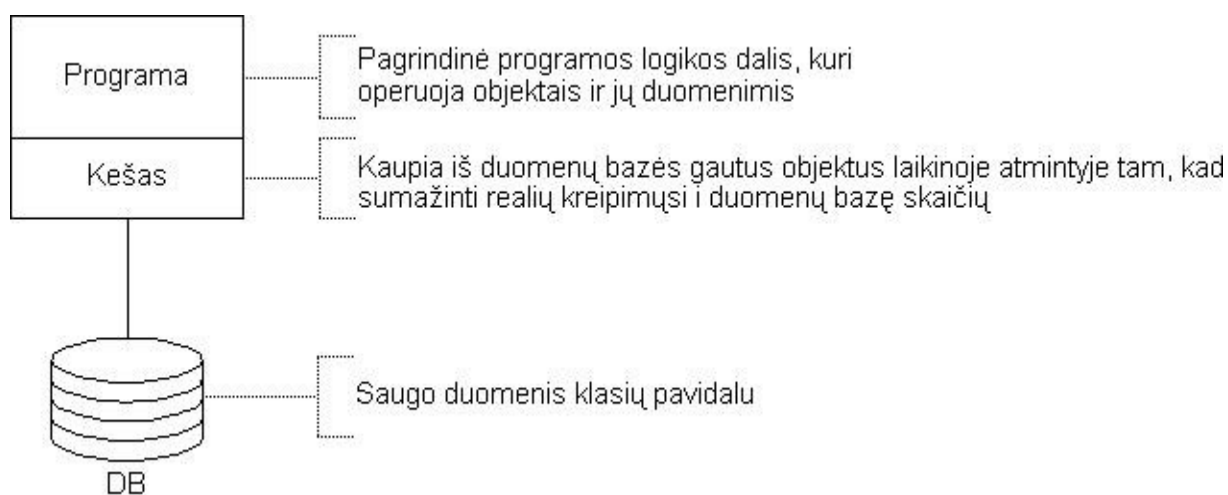 Programa
Pagrindinė programos logikos dalis, kuri
operuoja objektais ir jų duomenimis
Kešas
Kaupia iš duomenų bazės gautus objektus laikinoje atmintyje tam, kad
sumažinti realių kreipimųsi i duomenų bazę skaičių
Saugo duomenis klasių pavidalu
DB